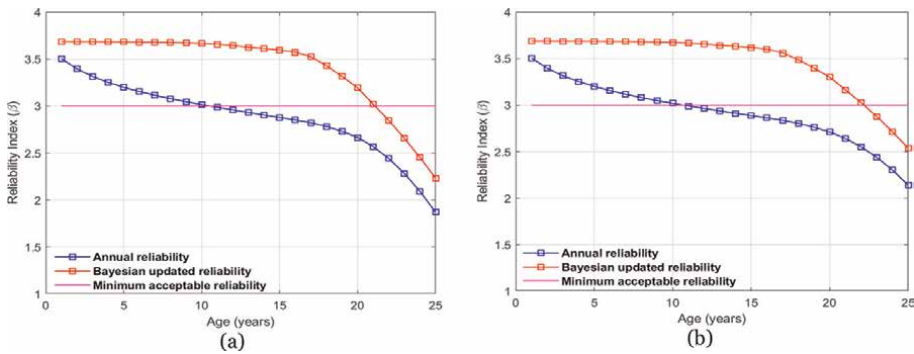 4
3.5
3
2.5
2
1.5
1
Reliability Index (β)
Annual reliability
Bayesian updated reliability
Minimum acceptable reliability
0 5 10 15 20 25
Age (years)
(a)
4
3.5
3
2.5
2
1.5
1
Reliability Index (β)
Annual reliability
Bayesian updated reliability
Minimum acceptable reliability
0 5 10 15 20 25
Age (years)
(b)